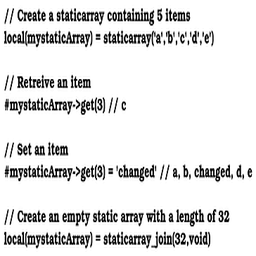 // Create a staticarray containing 5 items
local(mystaticArray) = staticarray('a','b','c','d','e')
// Retreive an item
#mystaticArray->get(3) // c
// Set an item
#mystaticArray->get(3) = 'changed' // a, b, changed, d, e
// Create an empty static array with a length of 32
local(mystaticArray) = staticarray_join(32,void)